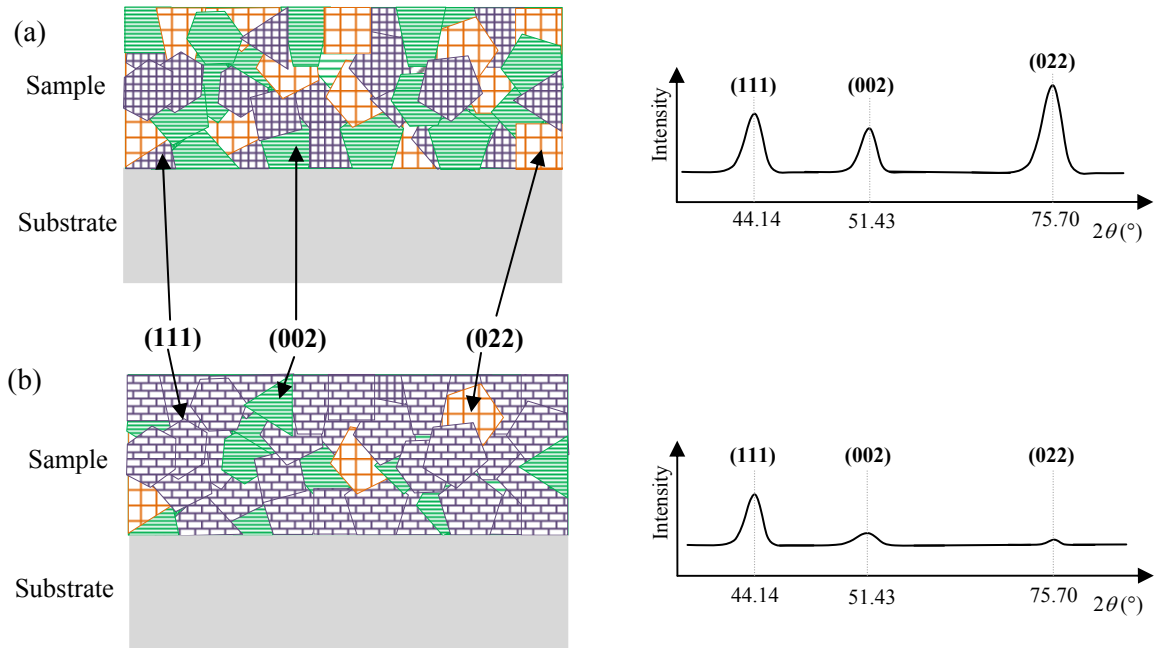 (a)
Sample
Substrate
Intensity
(111)
(002)
(022)
44.14
51.43
75.70
2θ (°)
(111)
(002)
(022)
(b)
Sample
Substrate
Intensity
(111)
(002)
(022)
44.14
51.43
75.70
2θ (°)